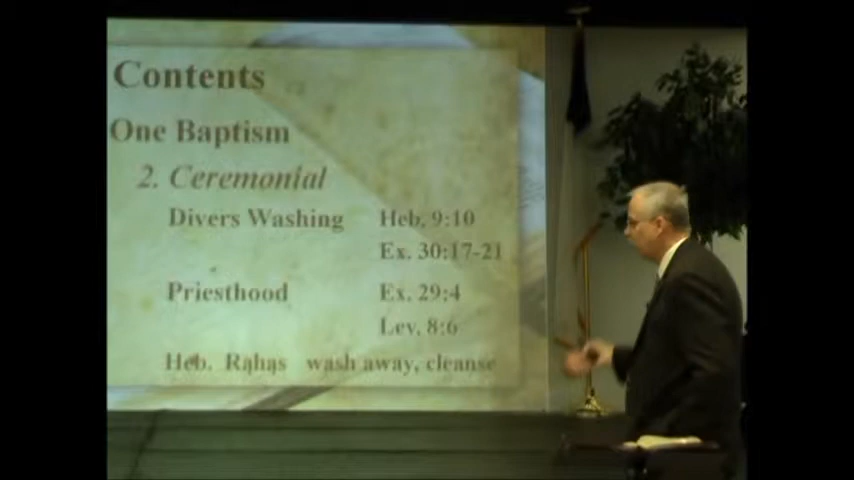 Contents
One Baptism
2. Ceremonial
Divers Washing Heb. 9:10
Ex. 30:17-21
Priesthood Ex. 29:4
Lev. 8:6
Heb. Rạhạs wash away, cleanse